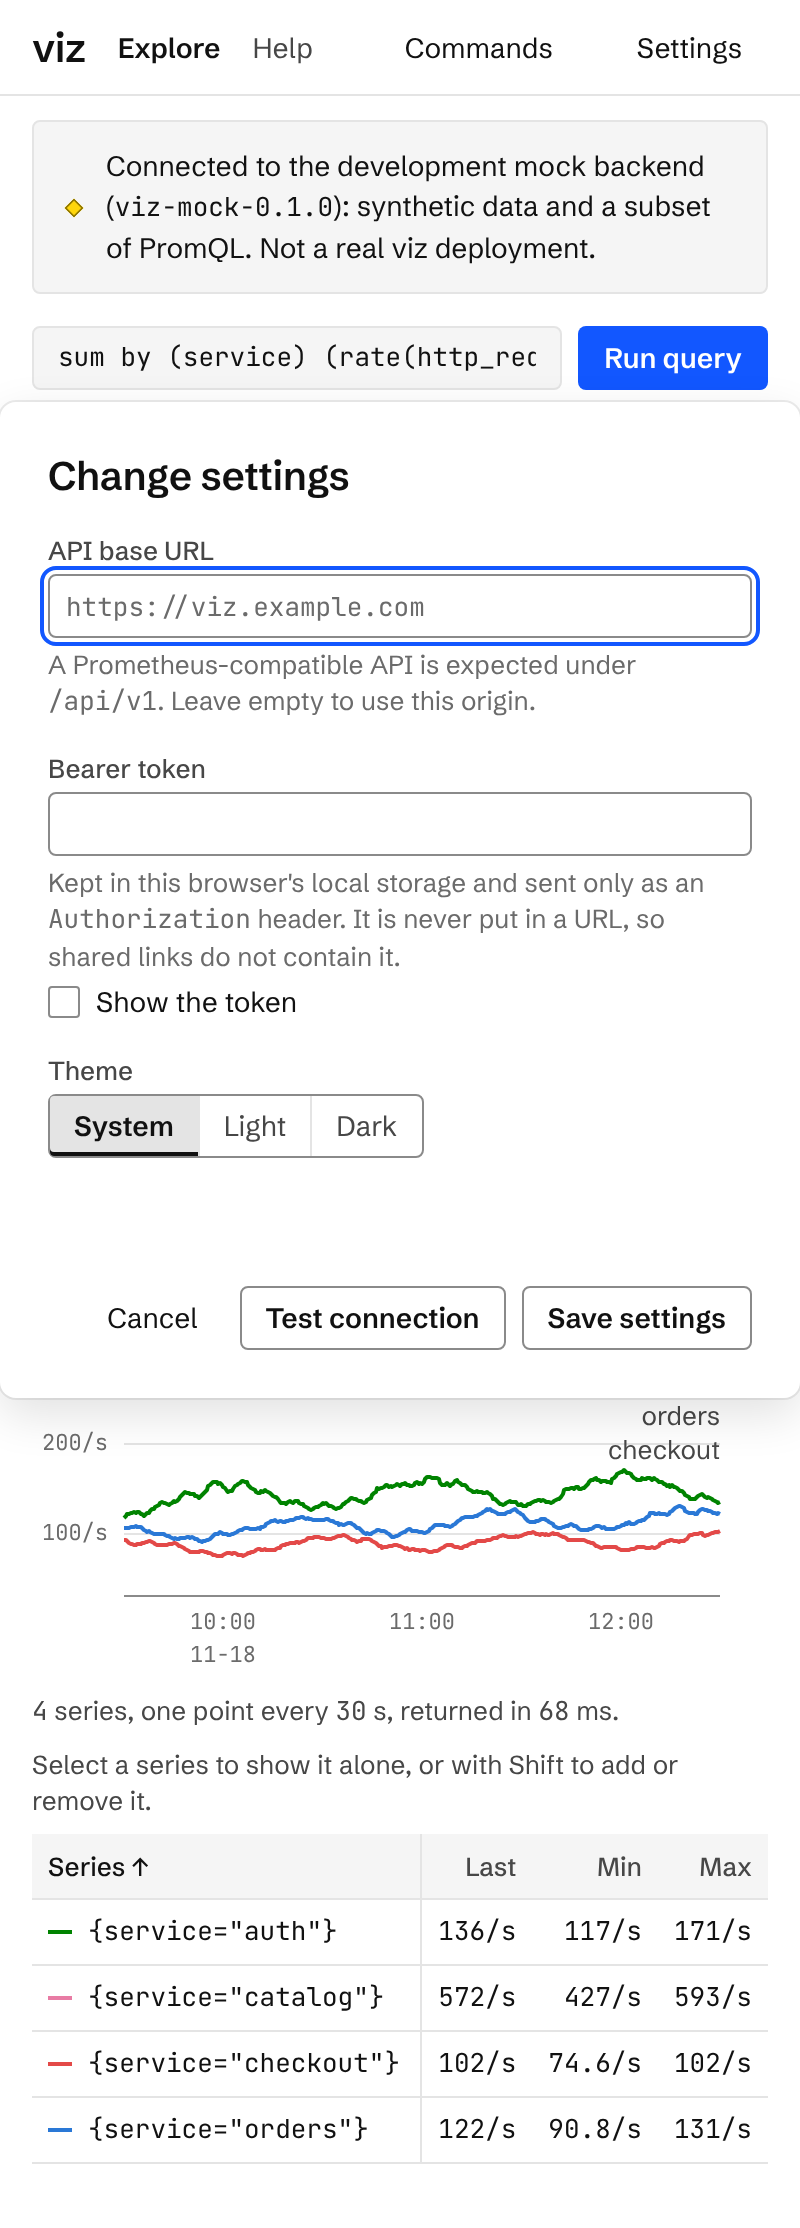 viz Explore Help Commands Settings
Connected to the development mock backend
(viz-mock-0.1.0): synthetic data and a subset
of PromQL. Not a real viz deployment.
sum by (service) (rate(http_req
Run query
Change settings
API base URL
https://viz.example.com
A Prometheus-compatible API is expected under
/api/v1. Leave empty to use this origin.
Bearer token
Kept in this browser's local storage and sent only as an
Authorization header. It is never put in a URL, so
shared links do not contain it.
Show the token
Theme
System Light Dark
Cancel Test connection Save settings
orders
200/s
checkout
100/s
10:00 11:00 12:00
11-18
4 series, one point every 30 s, returned in 68 ms.
Select a series to show it alone, or with Shift to add or
remove it.
Series ↑ Last Min Max
{service="auth"} 136/s 117/s 171/s
{service="catalog"} 572/s 427/s 593/s
{service="checkout"} 102/s 74.6/s 102/s
{service="orders"} 122/s 90.8/s 131/s